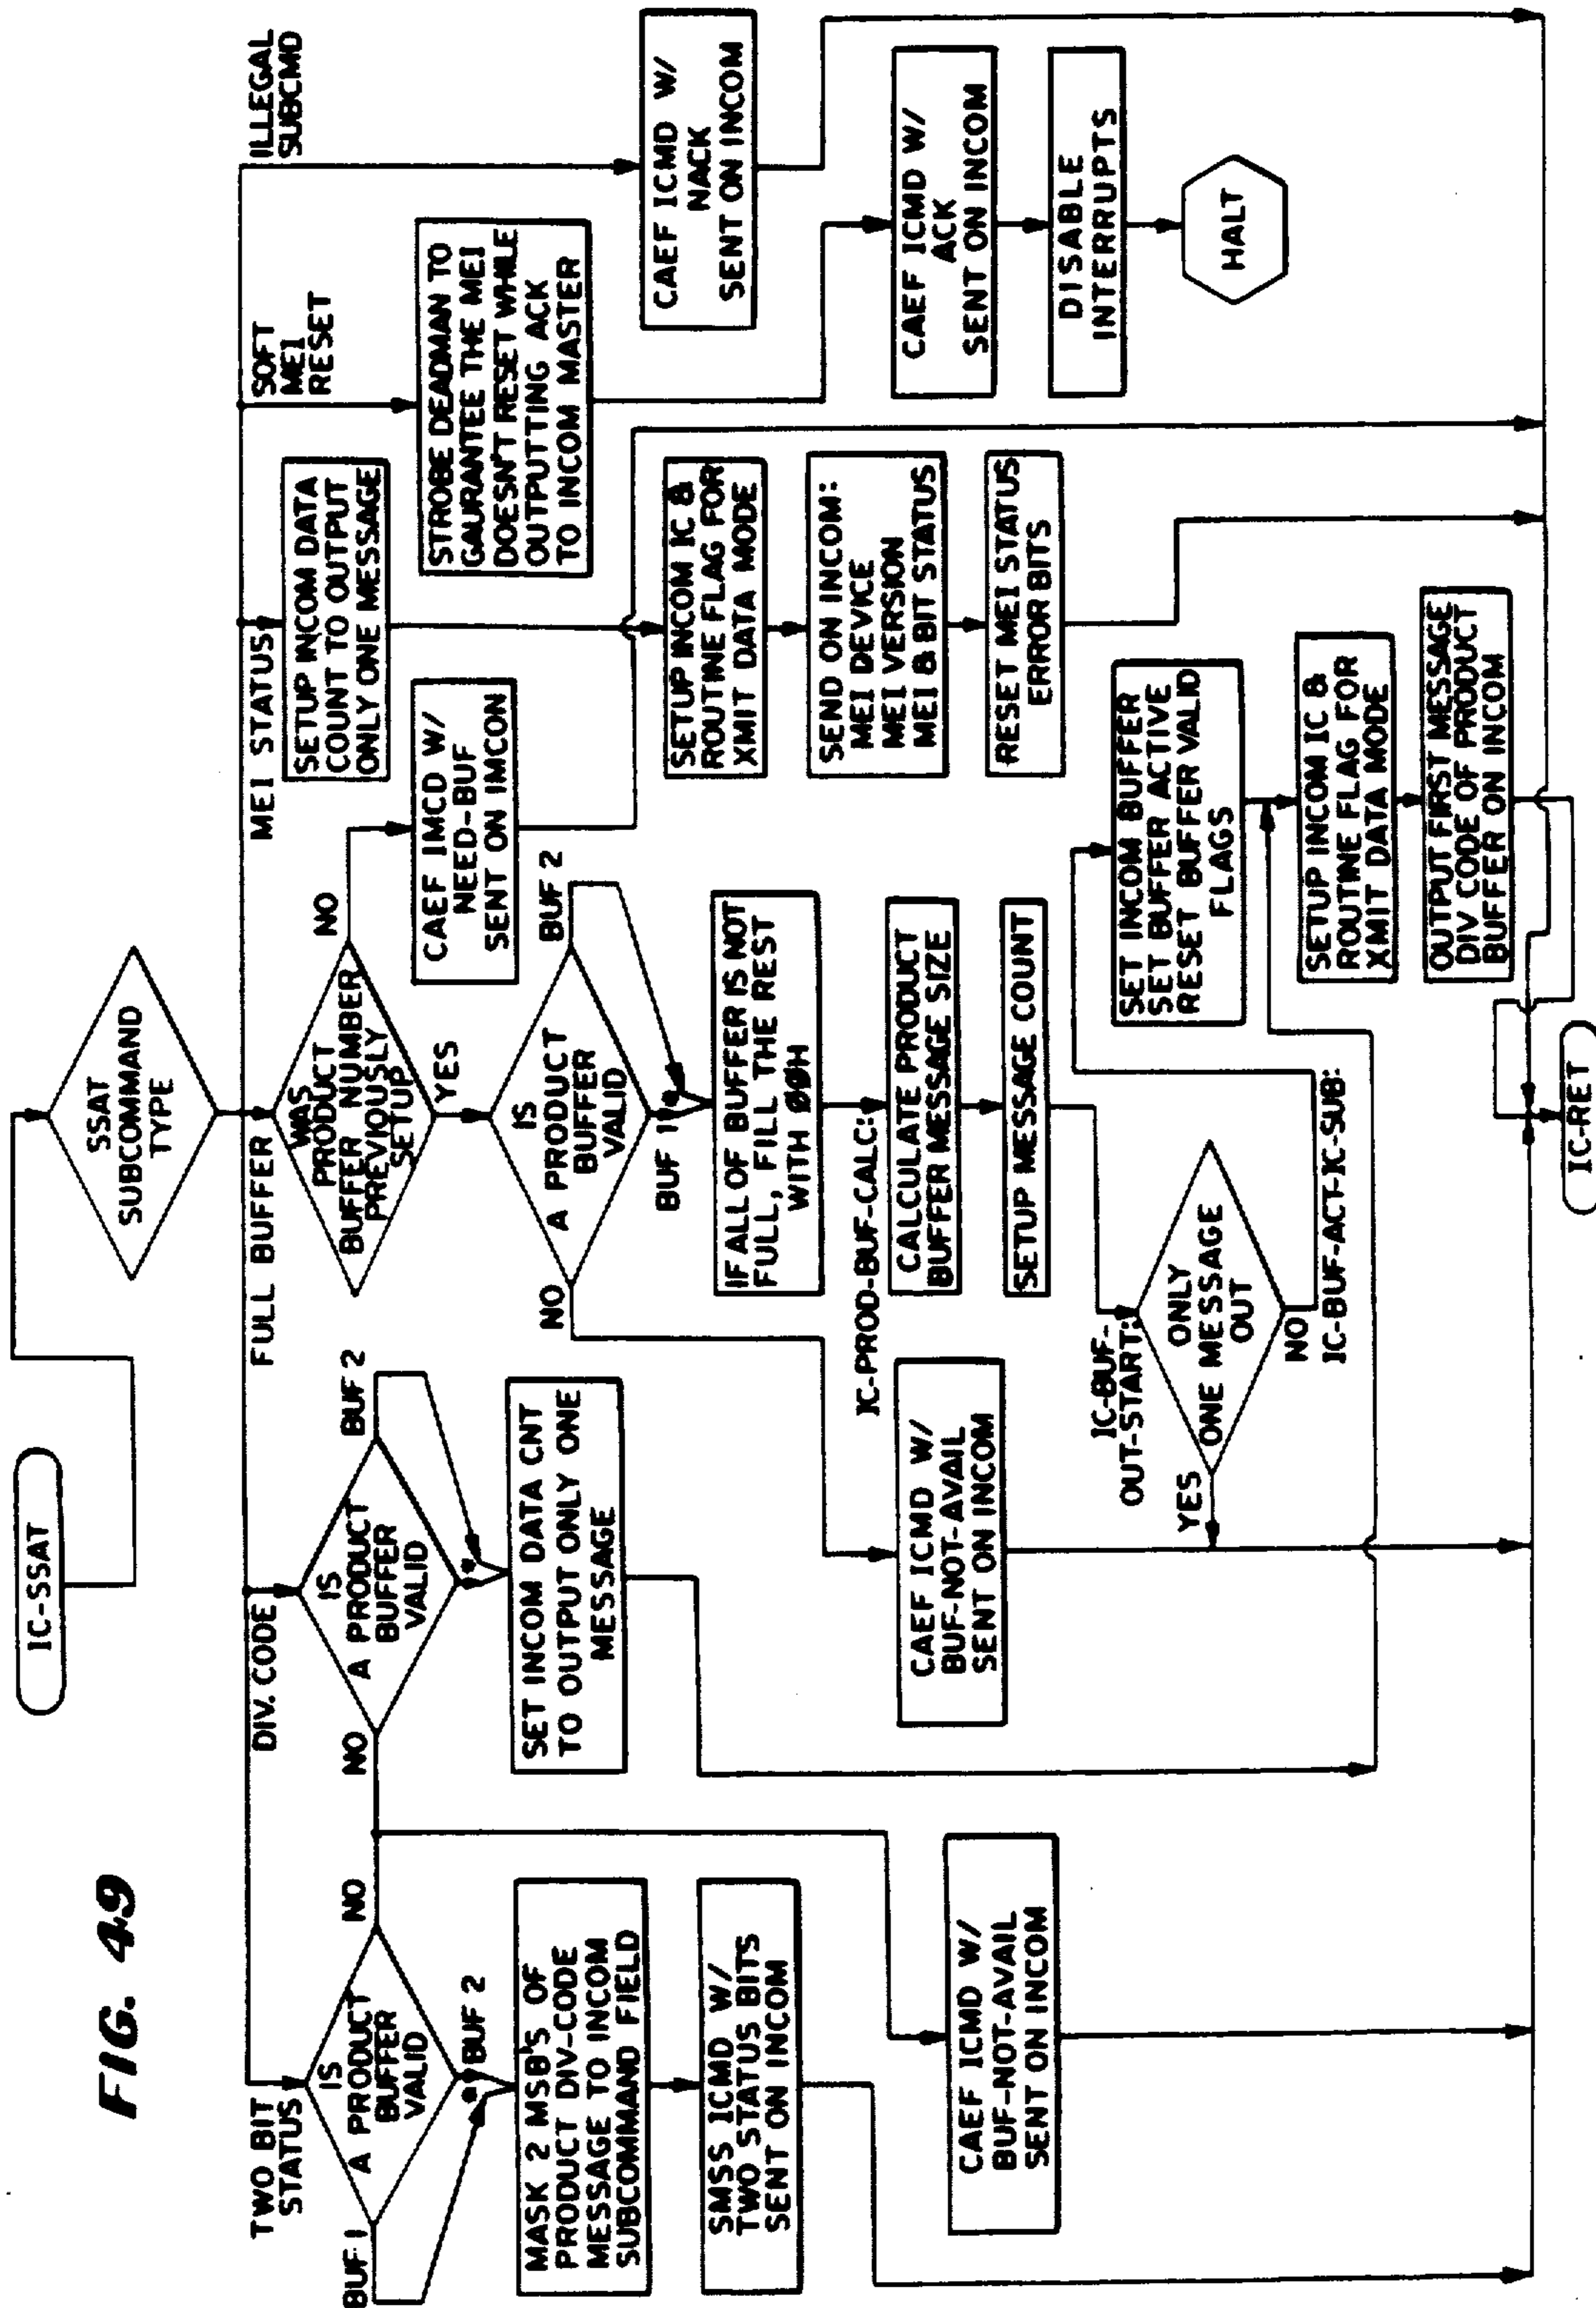 FIG. 49
IC-SSAT
SSAT
SUBCOMMAND
TYPE
TWO BIT
STATUS
DIV. CODE
FULL BUFFER
MEI STATUS
SOFT
MEI
RESET
ILLEGAL
SUBCMD
IS
A PRODUCT
BUFFER
VALID
BUF 1
BUF 2
NO
MASK 2 MSB'S OF
PRODUCT DIV-CODE
MESSAGE TO INCOM
SUBCOMMAND FIELD
SMSS ICMD W/
TWO STATUS BITS
SENT ON INCOM
CAEF ICMD W/
BUF-NOT-AVAIL
SENT ON INCOM
IS
A PRODUCT
BUFFER
VALID
NO
BUF 2
SET INCOM DATA CNT
TO OUTPUT ONLY ONE
MESSAGE
WAS
PRODUCT
BUFFER NUMBER
PREVIOUSLY
SETUP
NO
YES
CAEF IMCD W/
NEED-BUF
SENT ON IMCON
IS
A PRODUCT
BUFFER
VALID
NO
BUF 1
BUF 2
CAEF ICMD W/
BUF-NOT-AVAIL
SENT ON INCOM
IF ALL OF BUFFER IS NOT
FULL, FILL THE REST
WITH ØØH
IC-PROD-BUF-CALC:
CALCULATE PRODUCT
BUFFER MESSAGE SIZE
SETUP MESSAGE COUNT
IC-BUF-
OUT-START:
ONLY
ONE MESSAGE
OUT
YES
NO
IC-BUF-ACT-IC-SUB:
SET INCOM BUFFER
SET BUFFER ACTIVE
RESET BUFFER VALID
FLAGS
SETUP INCOM IC &
ROUTINE FLAG FOR
XMIT DATA MODE
OUTPUT FIRST MESSAGE
DIV CODE OF PRODUCT
BUFFER ON INCOM
SETUP INCOM DATA
COUNT TO OUTPUT
ONLY ONE MESSAGE
SETUP INCOM IC &
ROUTINE FLAG FOR
XMIT DATA MODE
SEND ON INCOM:
MEI DEVICE
MEI VERSION
MEI & BIT STATUS
RESET MEI STATUS
ERROR BITS
STROBE DEADMAN TO
GAURANTEE THE MEI
DOESN'T RESET WHILE
OUTPUTTING ACK
TO INCOM MASTER
CAEF ICMD W/
ACK
SENT ON INCOM
DISABLE
INTERRUPTS
HALT
CAEF ICMD W/
NACK
SENT ON INCOM
IC-RET